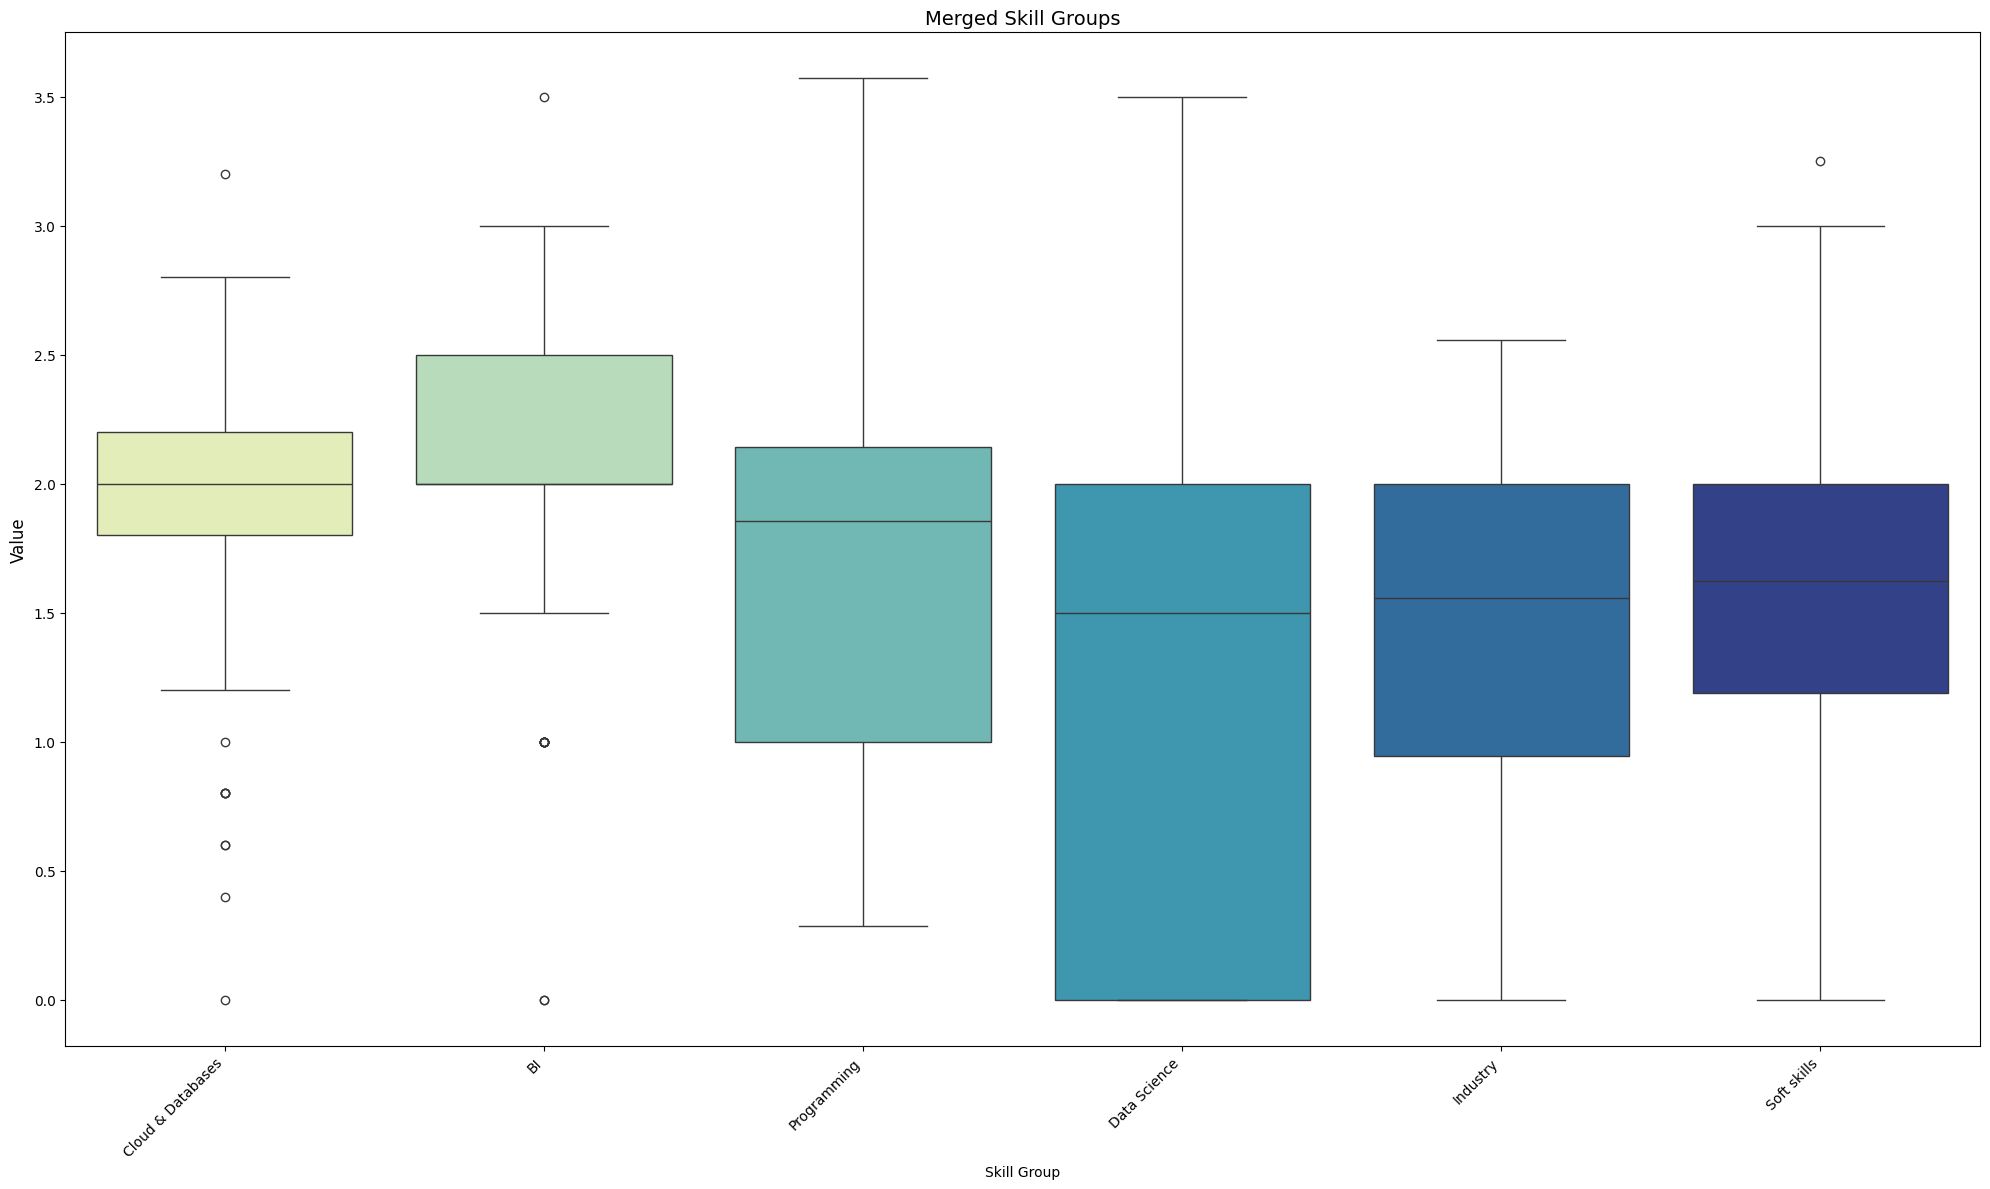 Merged Skill Groups
3.5
3.0
2.5
2.0
1.5
1.0
0.5
0.0
Value
Cloud & Databases
BI
Programming
Data Science
Industry
Soft skills
Skill Group